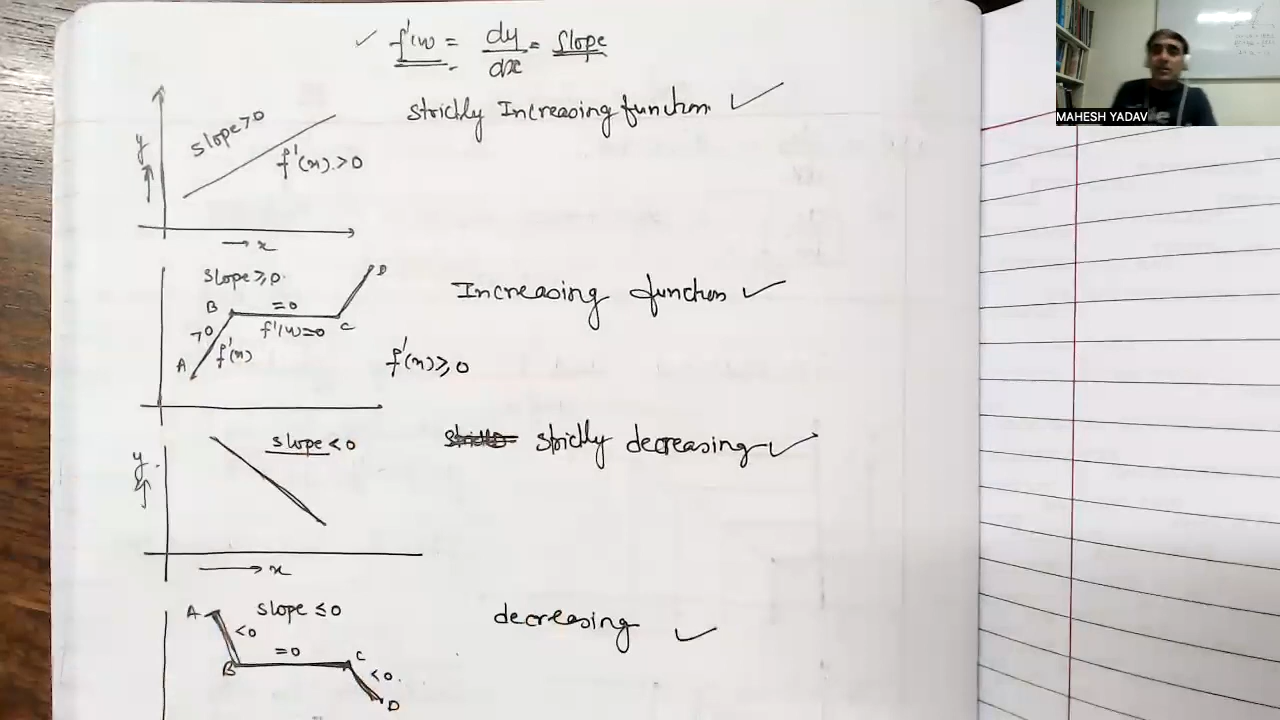 ✓ f'(x) = dy/dx = slope
MAHESH YADAV
slope>0
strictly Increasing function ✓
y
f'(x).>0
→ x
slope≥0.
D
Increasing function ✓
B =0
>0 f'(x)=0 C
A f'(x)
f'(x)≥0
slope<0
strictly decreasing ✓
y
→ x
A slope ≤0
<0
decreasing ✓
=0
B C
<0.
D